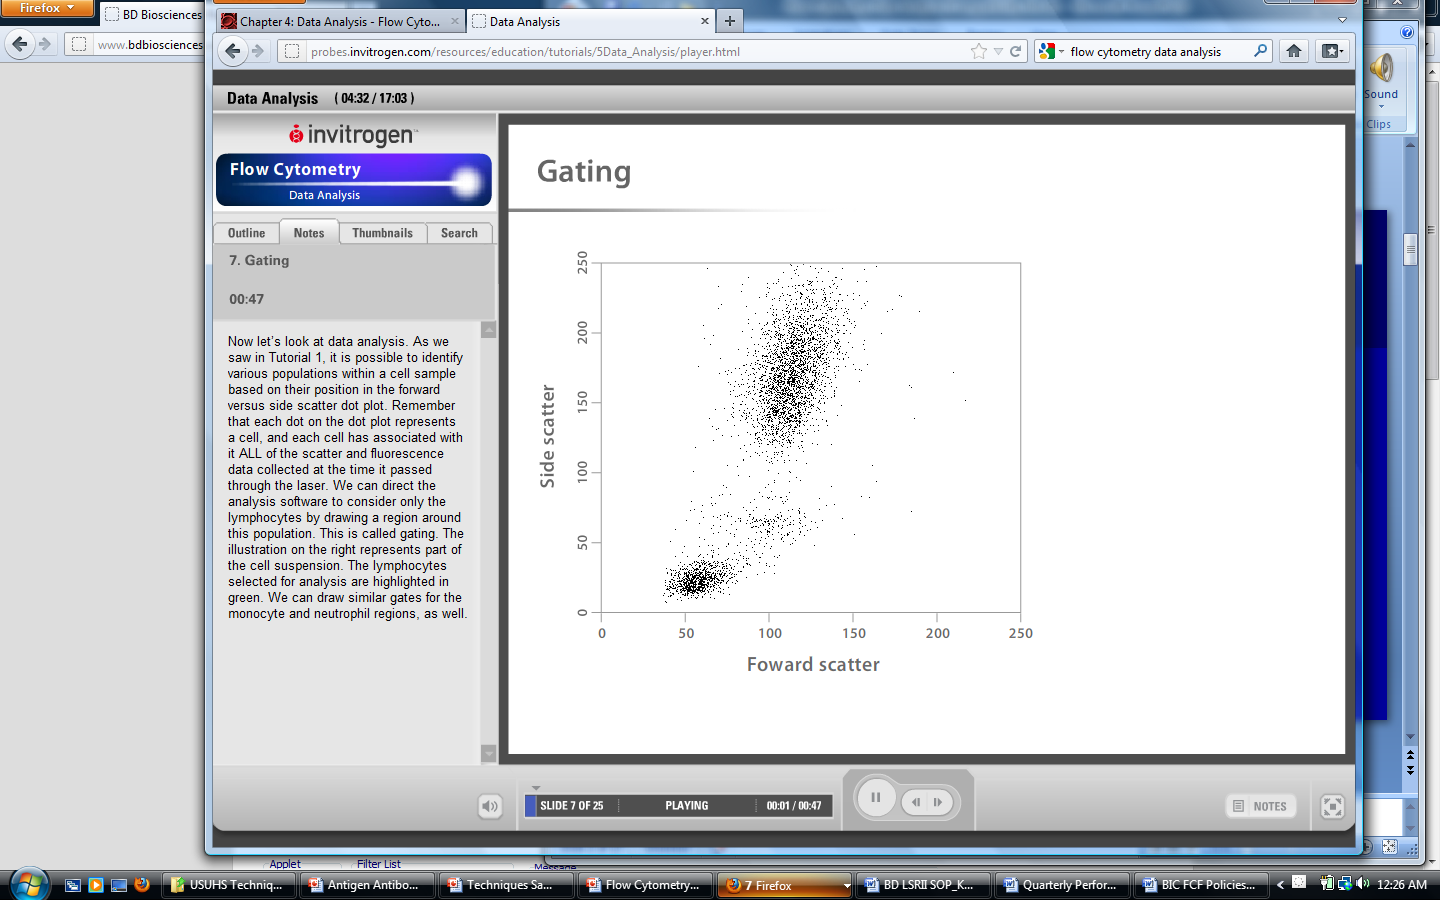 Firefox
BD Biosciences
www.bdbiosciences
Chapter 4: Data Analysis - Flow Cyto...
Data Analysis
probes.invitrogen.com/resources/education/tutorials/5Data_Analysis/player.html
flow cytometry data analysis
Sound
Clips
Data Analysis ( 04:32 / 17:03 )
invitrogen
Flow Cytometry
Data Analysis
Outline
Notes
Thumbnails
Search
7. Gating
00:47
Now let's look at data analysis. As we
saw in Tutorial 1, it is possible to identify
various populations within a cell sample
based on their position in the forward
versus side scatter dot plot. Remember
that each dot on the dot plot represents
a cell, and each cell has associated with
it ALL of the scatter and fluorescence
data collected at the time it passed
through the laser. We can direct the
analysis software to consider only the
lymphocytes by drawing a region around
this population. This is called gating. The
illustration on the right represents part of
the cell suspension. The lymphocytes
selected for analysis are highlighted in
green. We can draw similar gates for the
monocyte and neutrophil regions, as well.
Gating
Side scatter
250
200
150
100
50
0
0 50 100 150 200 250
Foward scatter
SLIDE 7 OF 25
PLAYING
00:01 / 00:47
NOTES
Applet
Filter List
Message
USUHS Techniq...
Antigen Antibo...
Techniques Sa...
Flow Cytometry...
7 Firefox
BD LSRII SOP_K...
Quarterly Perfor...
BIC FCF Policies...
12:26 AM